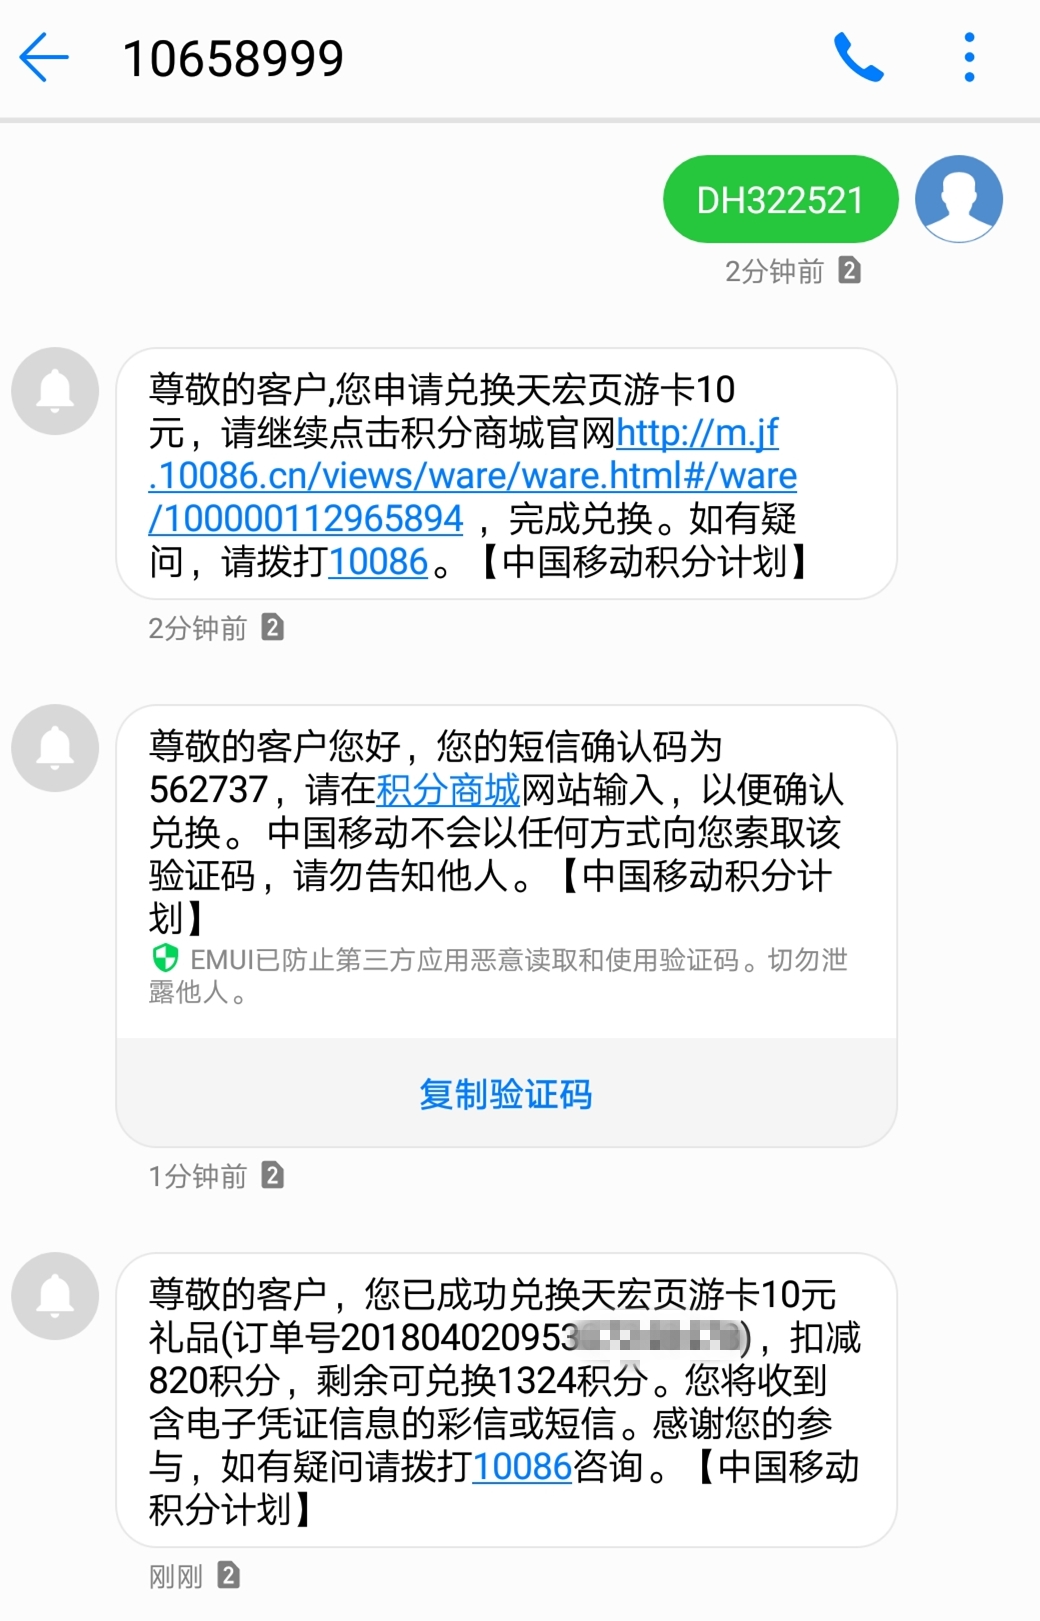 10658999
DH322521
2分钟前 2
尊敬的客户,您申请兑换天宏页游卡10
元，请继续点击积分商城官网http://m.jf
.10086.cn/views/ware/ware.html#/ware
/100000112965894 ，完成兑换。如有疑
问，请拨打10086。【中国移动积分计划】
2分钟前 2
尊敬的客户您好，您的短信确认码为
562737，请在积分商城网站输入，以便确认
兑换。 中国移动不会以任何方式向您索取该
验证码，请勿告知他人。【中国移动积分计
划】
EMUI已防止第三方应用恶意读取和使用验证码。切勿泄
露他人。
复制验证码
1分钟前 2
尊敬的客户，您已成功兑换天宏页游卡10元
礼品(订单号201804020953)，扣减
820积分，剩余可兑换1324积分。您将收到
含电子凭证信息的彩信或短信。感谢您的参
与，如有疑问请拨打10086咨询。【中国移动
积分计划】
刚刚 2